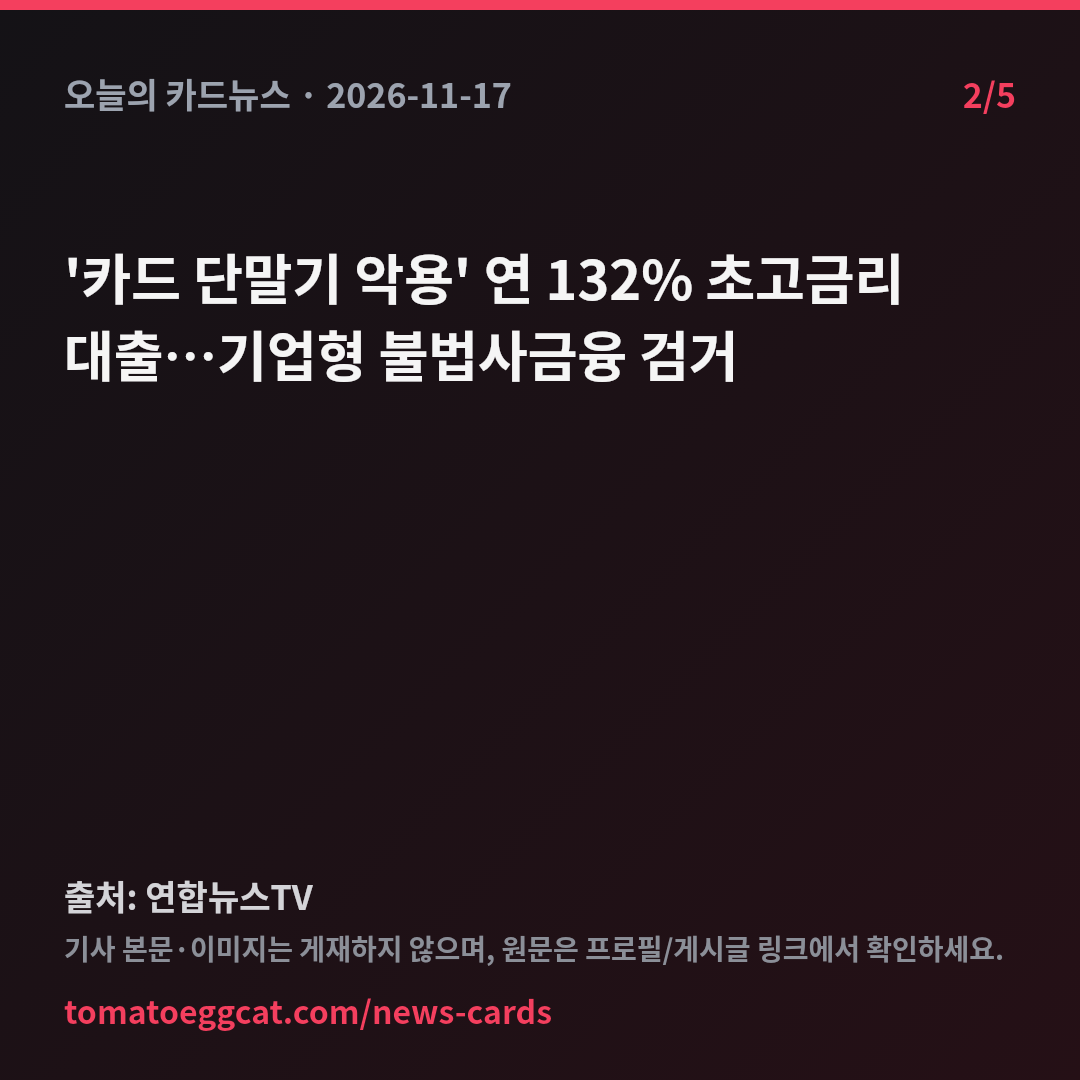 오늘의 카드뉴스 · 2026-11-17
2/5
'카드 단말기 악용' 연 132% 초고금리
대출…기업형 불법사금융 검거
출처: 연합뉴스TV
기사 본문·이미지는 게재하지 않으며, 원문은 프로필/게시글 링크에서 확인하세요.
tomatoeggcat.com/news-cards